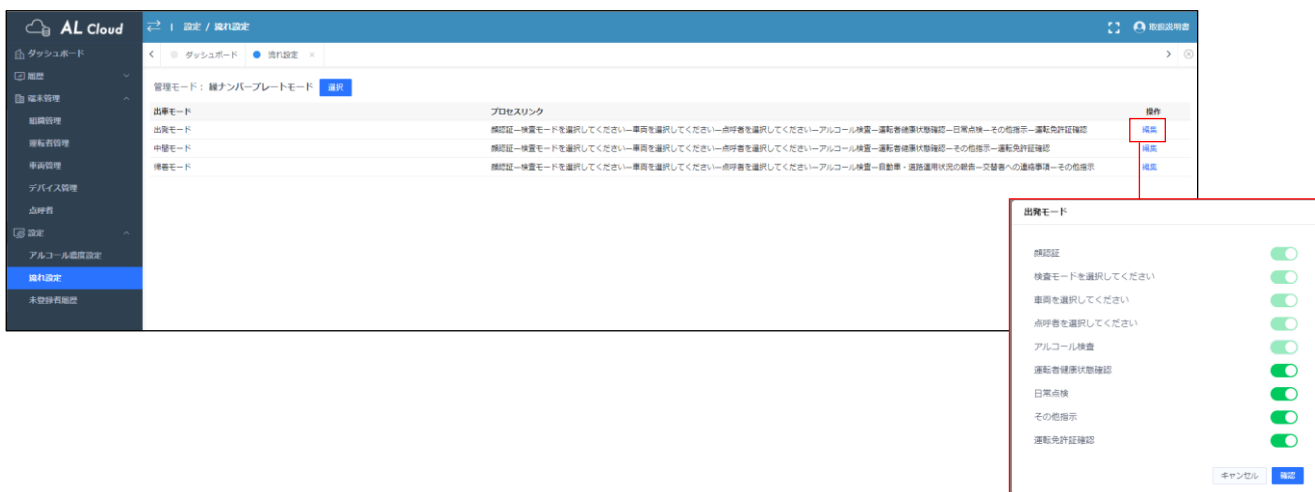 AL Cloud
設定 / 流れ設定
取扱説明書
ダッシュボード
流れ設定
ダッシュボード
履歴
端末管理
組織管理
運転者管理
車両管理
デバイス管理
点呼者
設定
アルコール濃度設定
流れ設定
未登録者履歴
管理モード： 緑ナンバープレートモード 選択
出車モード プロセスリンク 操作
出発モード 顔認証ー検査モードを選択してくださいー車両を選択してくださいー点呼者を選択してくださいーアルコール検査ー運転者健康状態確認ー日常点検ーその他指示ー運転免許証確認 編集
中間モード 顔認証ー検査モードを選択してくださいー車両を選択してくださいー点呼者を選択してくださいーアルコール検査ー運転者健康状態確認ーその他指示ー運転免許証確認 編集
帰着モード 顔認証ー検査モードを選択してくださいー車両を選択してくださいー点呼者を選択してくださいーアルコール検査ー自動車・道路運用状況の報告ー交替者への連絡事項ーその他指示 編集
出発モード
顔認証
検査モードを選択してください
車両を選択してください
点呼者を選択してください
アルコール検査
運転者健康状態確認
日常点検
その他指示
運転免許証確認
キャンセル 確認